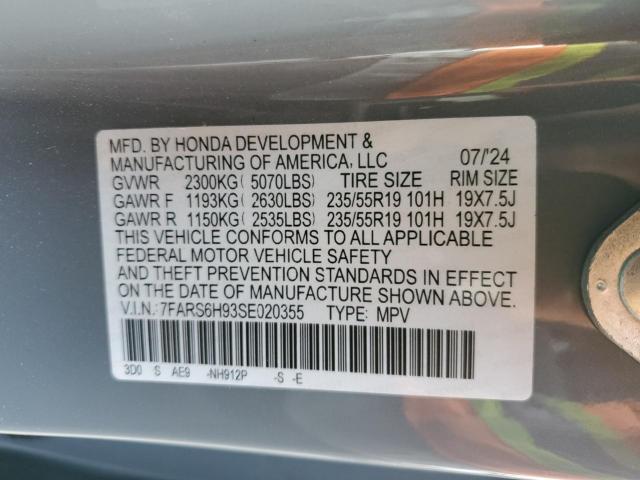 MFD. BY HONDA DEVELOPMENT &
MANUFACTURING OF AMERICA, LLC 07/'24
GVWR 2300KG (5070LBS) TIRE SIZE RIM SIZE
GAWR F 1193KG (2630LBS) 235/55R19 101H 19X7.5J
GAWR R 1150KG (2535LBS) 235/55R19 101H 19X7.5J
THIS VEHICLE CONFORMS TO ALL APPLICABLE
FEDERAL MOTOR VEHICLE SAFETY
AND THEFT PREVENTION STANDARDS IN EFFECT
ON THE DATE OF MANUFACTURE SHOWN ABOVE.
V.I.N.: 7FARS6H93SE020355 TYPE: MPV
3D0 S AE9 -NH912P -S -E